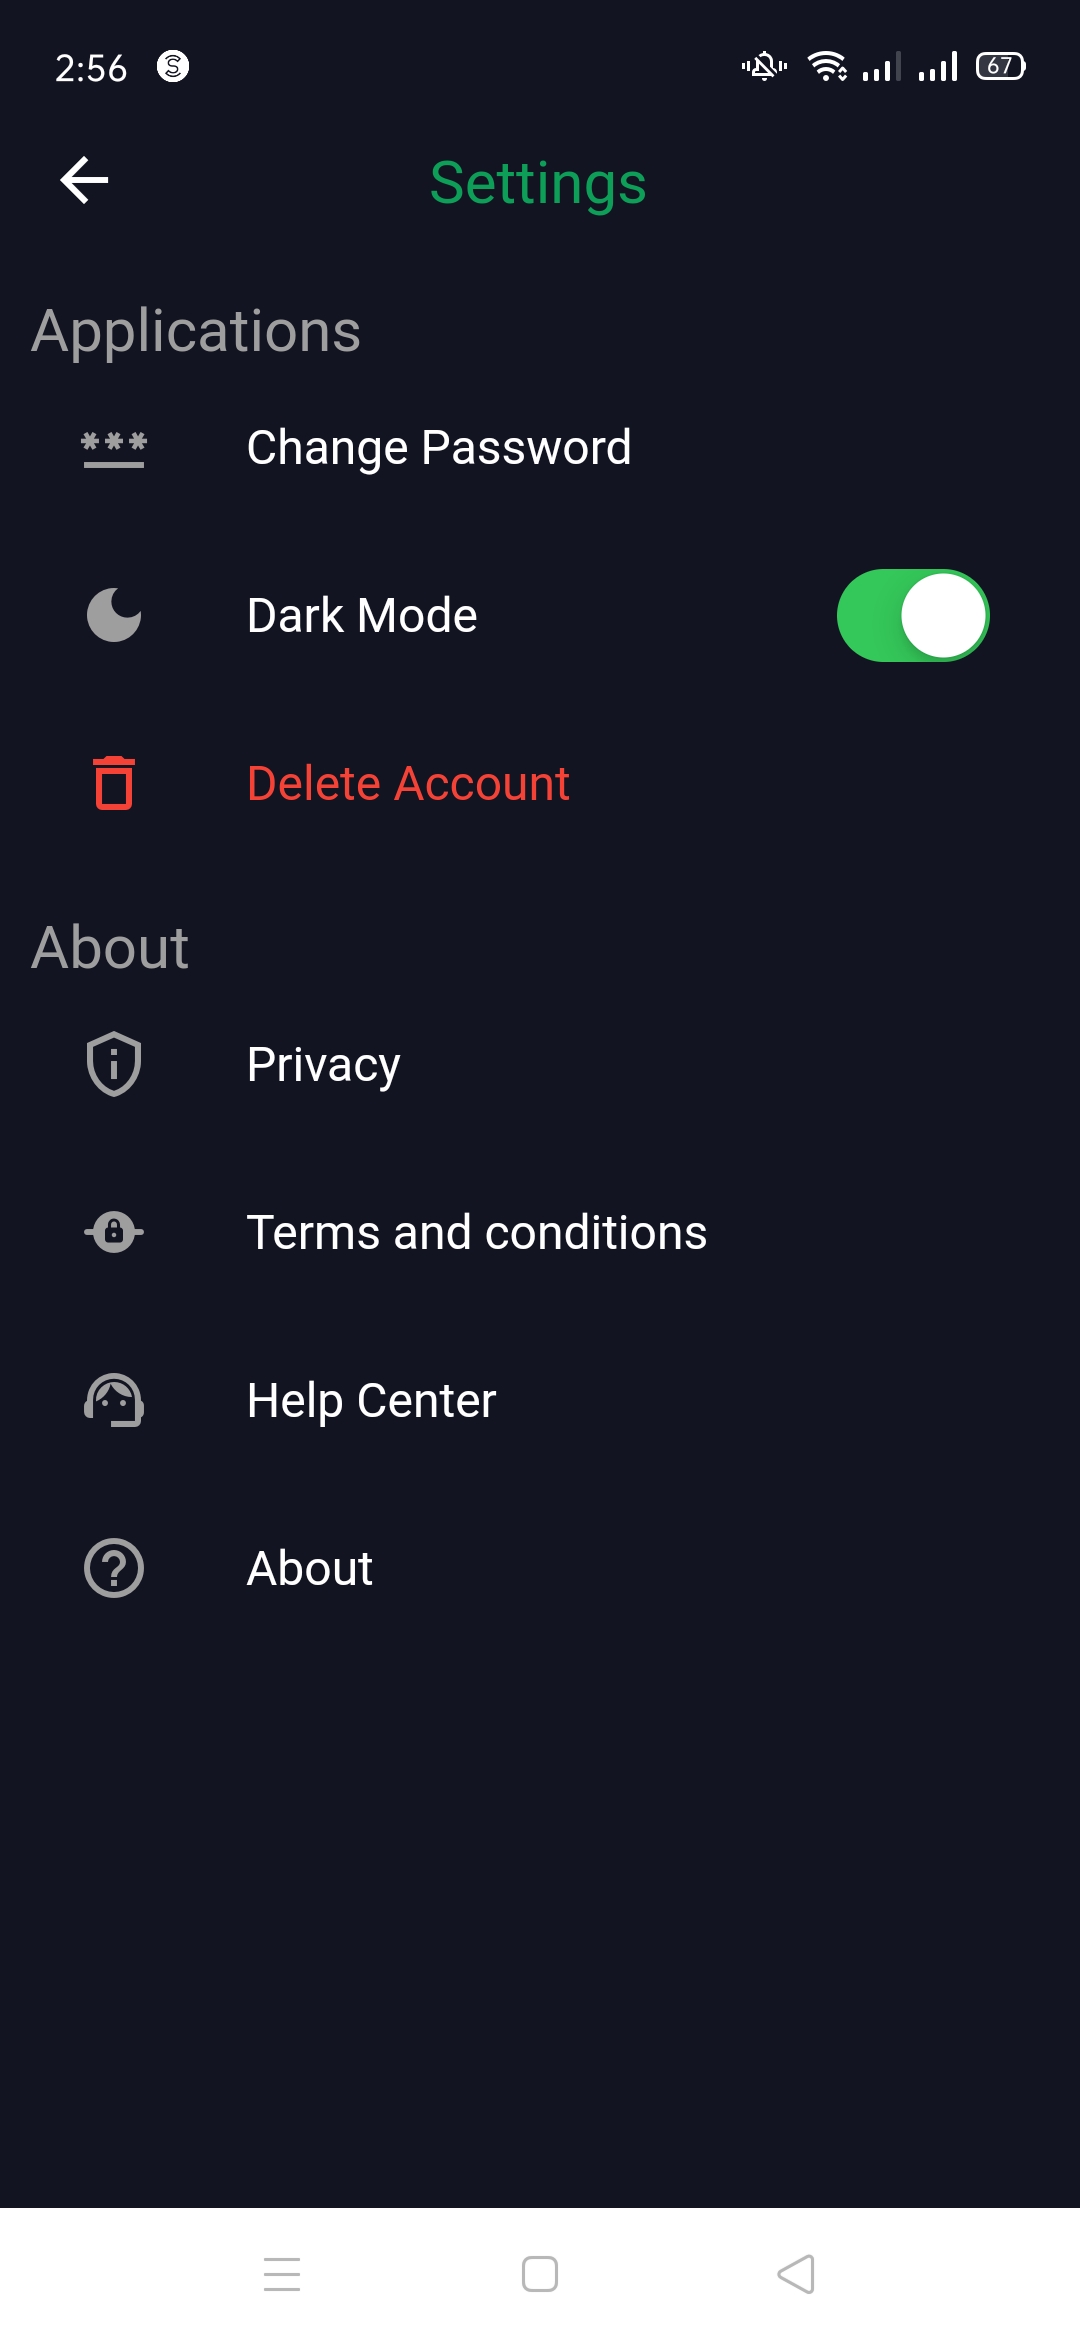 2:56
67
Settings
Applications
Change Password
Dark Mode
Delete Account
About
Privacy
Terms and conditions
Help Center
About